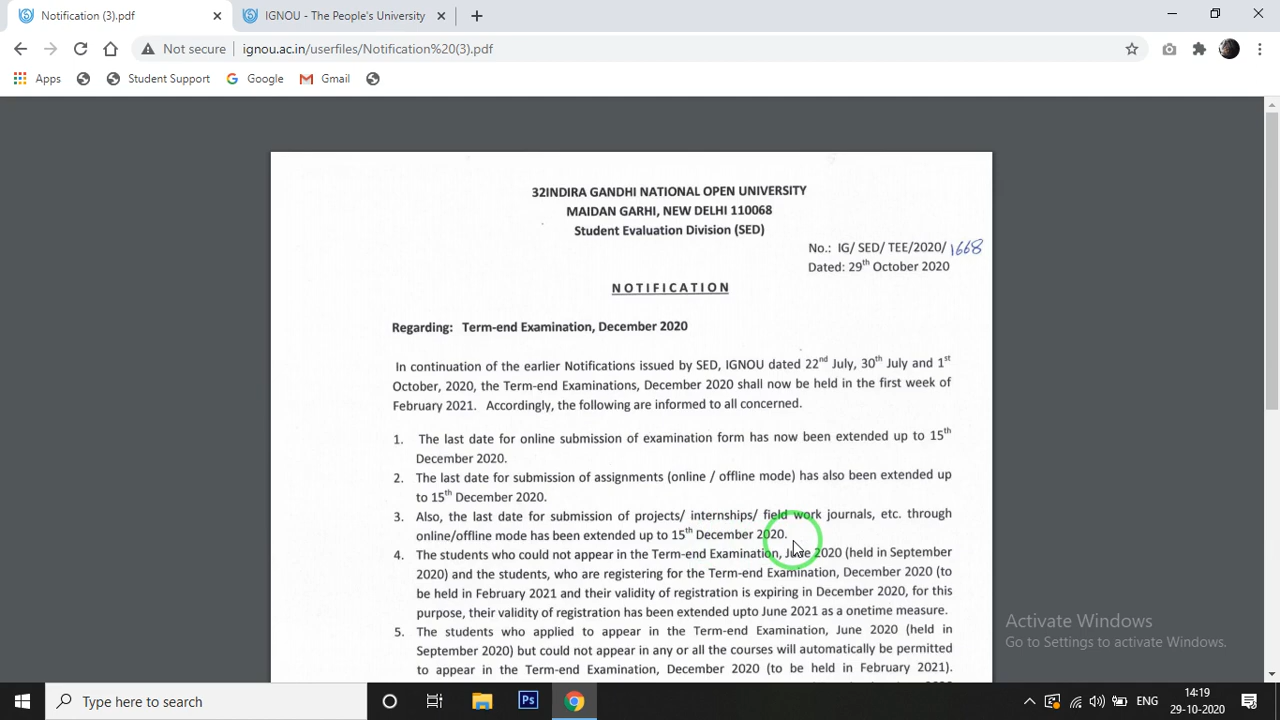 Notification (3).pdf
IGNOU - The People's University
Not secure
ignou.ac.in/userfiles/Notification%20(3).pdf
Apps
Student Support
Google
Gmail
32INDIRA GANDHI NATIONAL OPEN UNIVERSITY
MAIDAN GARHI, NEW DELHI 110068
Student Evaluation Division (SED)
No.: IG/ SED/ TEE/2020/ 1668
Dated: 29th October 2020
NOTIFICATION
Regarding: Term-end Examination, December 2020
In continuation of the earlier Notifications issued by SED, IGNOU dated 22nd July, 30th July and 1st
October, 2020, the Term-end Examinations, December 2020 shall now be held in the first week of
February 2021. Accordingly, the following are informed to all concerned.
1. The last date for online submission of examination form has now been extended up to 15th
December 2020.
2. The last date for submission of assignments (online / offline mode) has also been extended up
to 15th December 2020.
3. Also, the last date for submission of projects/ internships/ field work journals, etc. through
online/offline mode has been extended up to 15th December 2020.
4. The students who could not appear in the Term-end Examination, June 2020 (held in September
2020) and the students, who are registering for the Term-end Examination, December 2020 (to
be held in February 2021 and their validity of registration is expiring in December 2020, for this
purpose, their validity of registration has been extended upto June 2021 as a onetime measure.
5. The students who applied to appear in the Term-end Examination, June 2020 (held in
September 2020) but could not appear in any or all the courses will automatically be permitted
to appear in the Term-end Examination, December 2020 (to be held in February 2021).
Activate Windows
Go to Settings to activate Windows.
Type here to search
Ps
ENG
14:19
29-10-2020